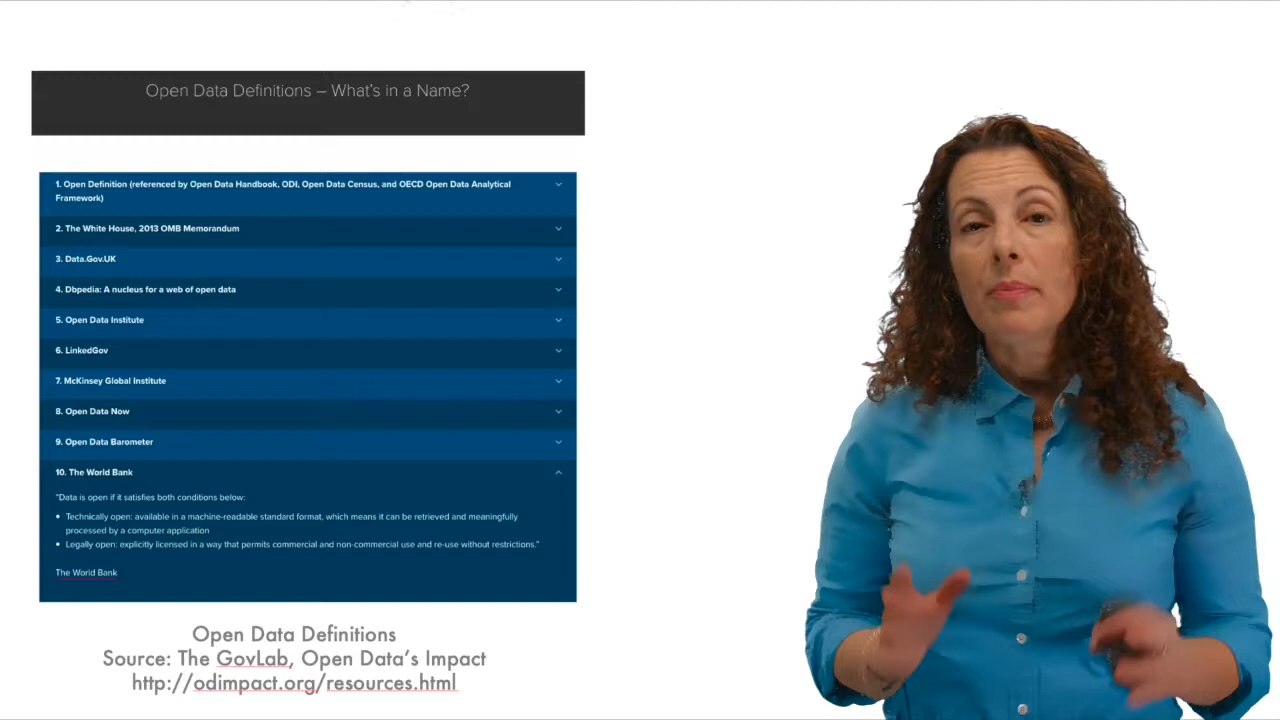 Open Data Definitions – What's in a Name?
1. Open Definition (referenced by Open Data Handbook, ODI, Open Data Census, and OECD Open Data Analytical
Framework)
2. The White House, 2013 OMB Memorandum
3. Data.Gov.UK
4. Dbpedia: A nucleus for a web of open data
5. Open Data Institute
6. LinkedGov
7. McKinsey Global Institute
8. Open Data Now
9. Open Data Barometer
10. The World Bank
"Data is open if it satisfies both conditions below:
• Technically open: available in a machine-readable standard format, which means it can be retrieved and meaningfully
processed by a computer application
• Legally open: explicitly licensed in a way that permits commercial and non-commercial use and re-use without restrictions."
The World Bank
Open Data Definitions
Source: The GovLab, Open Data's Impact
http://odimpact.org/resources.html